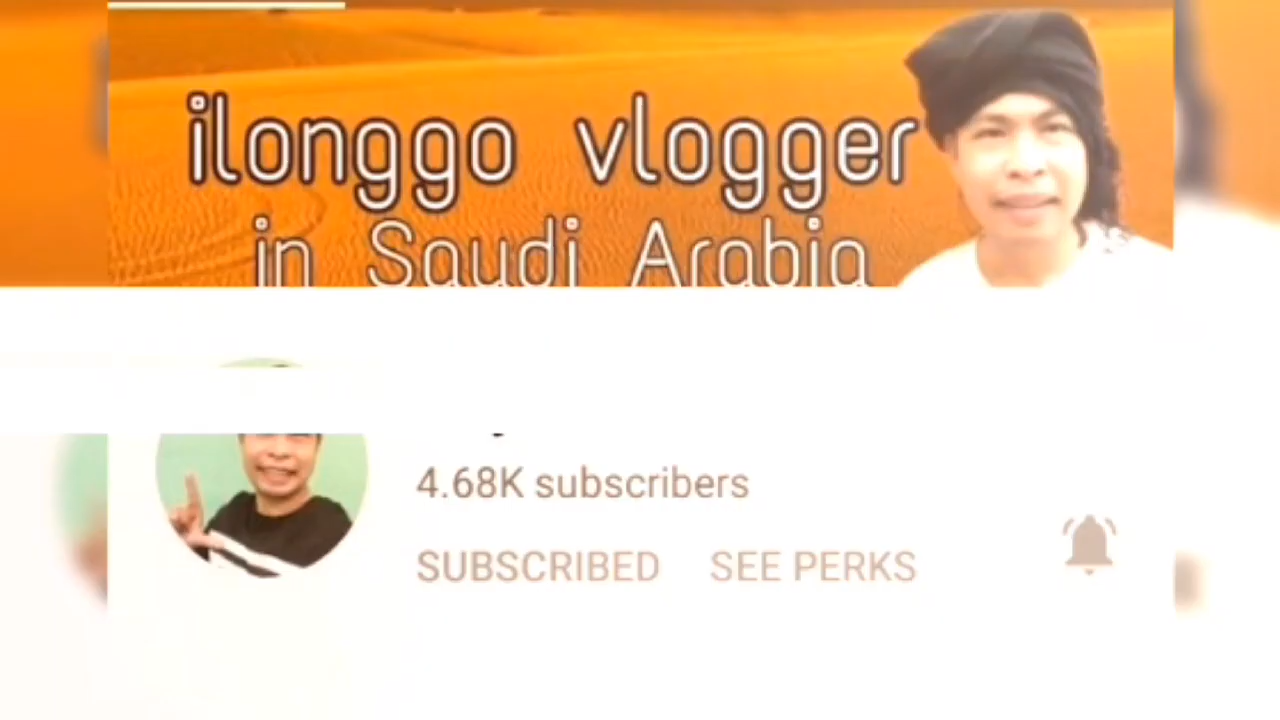 ilonggo vlogger
in Saudi Arabia
4.68K subscribers
SUBSCRIBED SEE PERKS